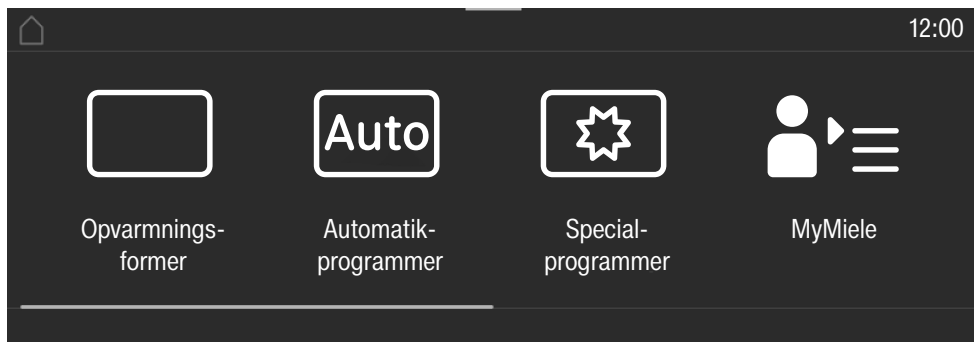 12:00
Auto
Opvarmnings-
former
Automatik-
programmer
Special-
programmer
MyMiele